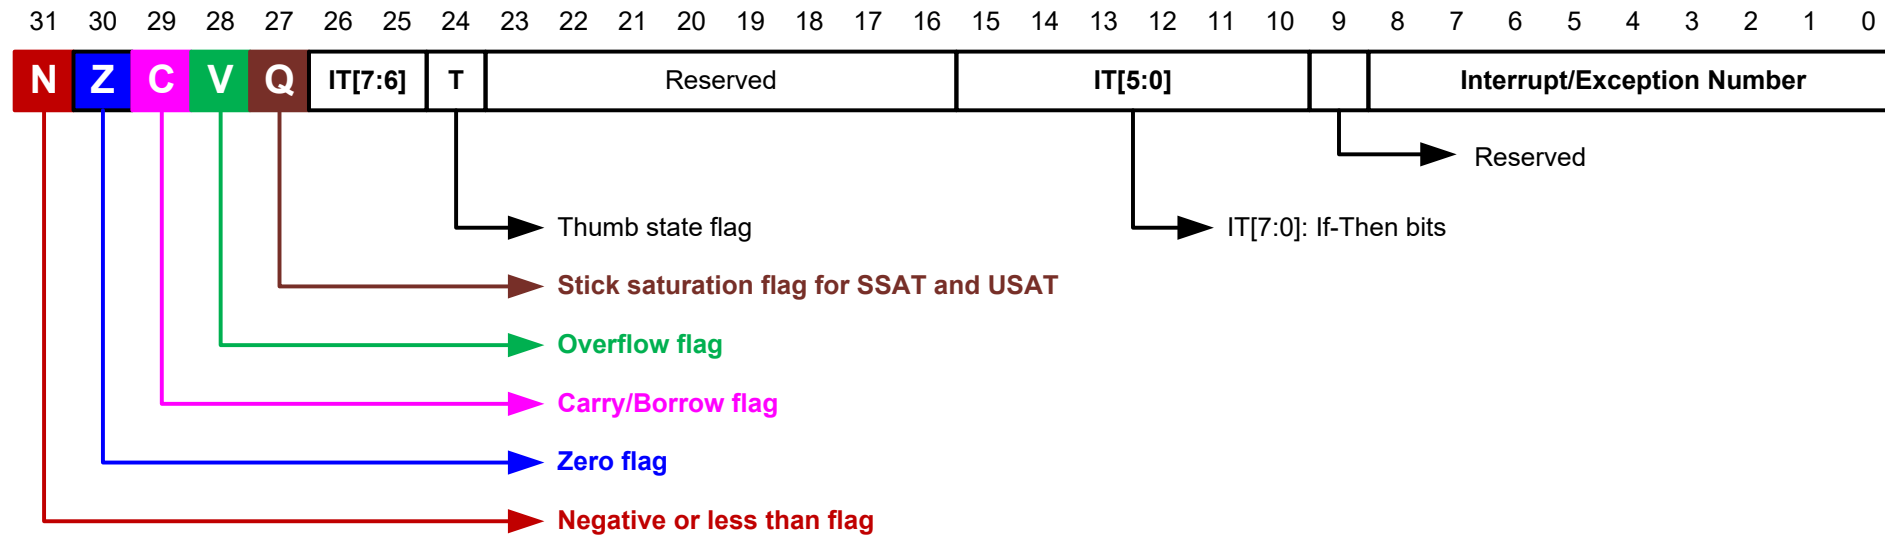 31 30 29 28 27 26 25 24 23 22 21 20 19 18 17 16 15 14 13 12 11 10 9 8 7 6 5 4 3 2 1 0
N Z C V Q IT[7:6] T Reserved IT[5:0] Interrupt/Exception Number
Reserved
Thumb state flag IT[7:0]: If-Then bits
Stick saturation flag for SSAT and USAT
Overflow flag
Carry/Borrow flag
Zero flag
Negative or less than flag